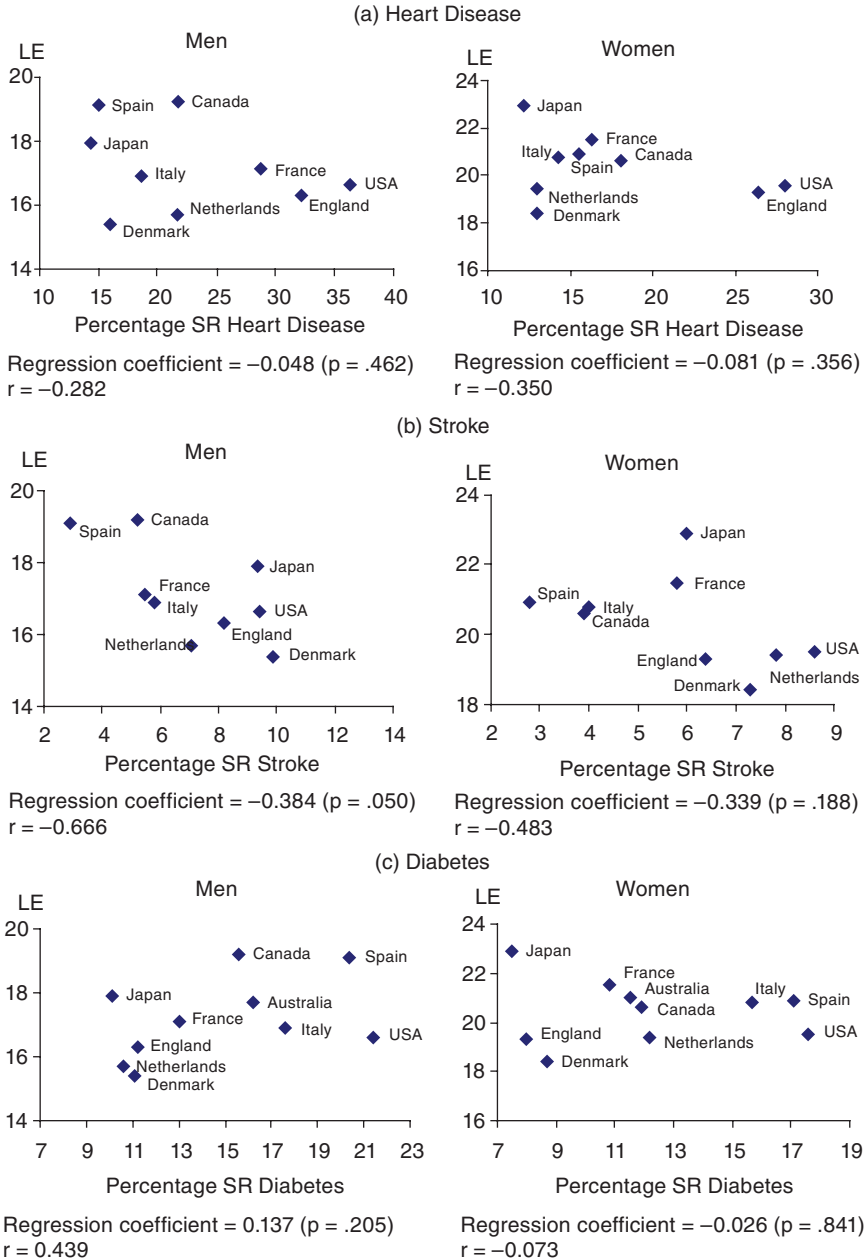 (a) Heart Disease
Men
LE
20
18
16
14
Spain
Canada
Japan
Italy
France
USA
England
Netherlands
Denmark
10 15 20 25 30 35 40
Percentage SR Heart Disease
Regression coefficient = −0.048 (p = .462)
r = −0.282
Women
LE
24
22
20
18
16
Japan
France
Italy
Spain
Canada
Netherlands
Denmark
USA
England
10 15 20 25 30
Percentage SR Heart Disease
Regression coefficient = −0.081 (p = .356)
r = −0.350
(b) Stroke
Men
LE
20
18
16
14
Spain
Canada
Japan
France
Italy
USA
England
Netherland
Denmark
2 4 6 8 10 12 14
Percentage SR Stroke
Regression coefficient = −0.384 (p = .050)
r = −0.666
Women
LE
24
22
20
18
Japan
France
Spain
Italy
Canada
England
USA
Netherlands
Denmark
2 3 4 5 6 7 8 9
Percentage SR Stroke
Regression coefficient = −0.339 (p = .188)
r = −0.483
(c) Diabetes
Men
LE
20
18
16
14
Canada
Spain
Japan
Australia
France
Italy
USA
England
Netherlands
Denmark
7 9 11 13 15 17 19 21 23
Percentage SR Diabetes
Regression coefficient = 0.137 (p = .205)
r = 0.439
Women
LE
24
22
20
18
16
Japan
France
Australia
Canada
Italy
Spain
England
Netherlands
USA
Denmark
7 9 11 13 15 17 19
Percentage SR Diabetes
Regression coefficient = −0.026 (p = .841)
r = −0.073